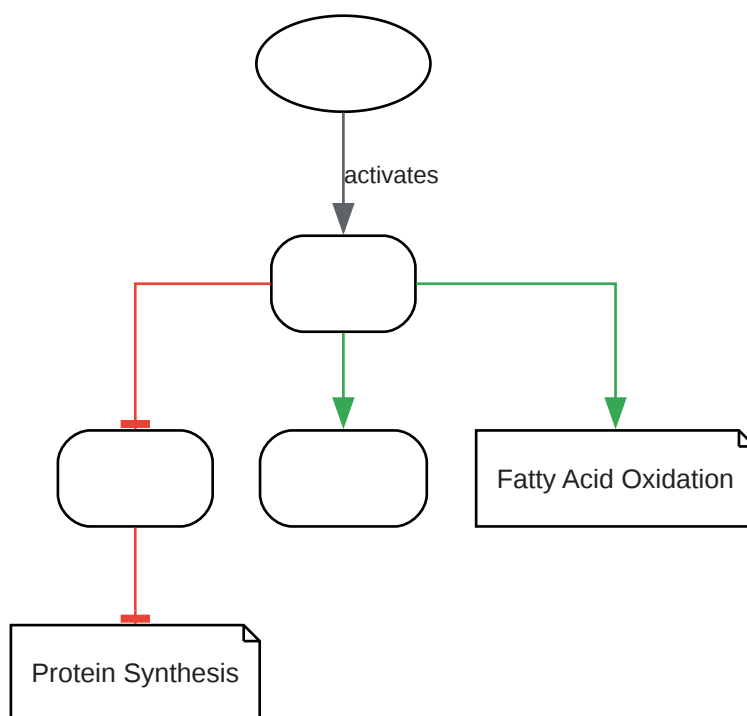 activates
Fatty Acid Oxidation
Protein Synthesis